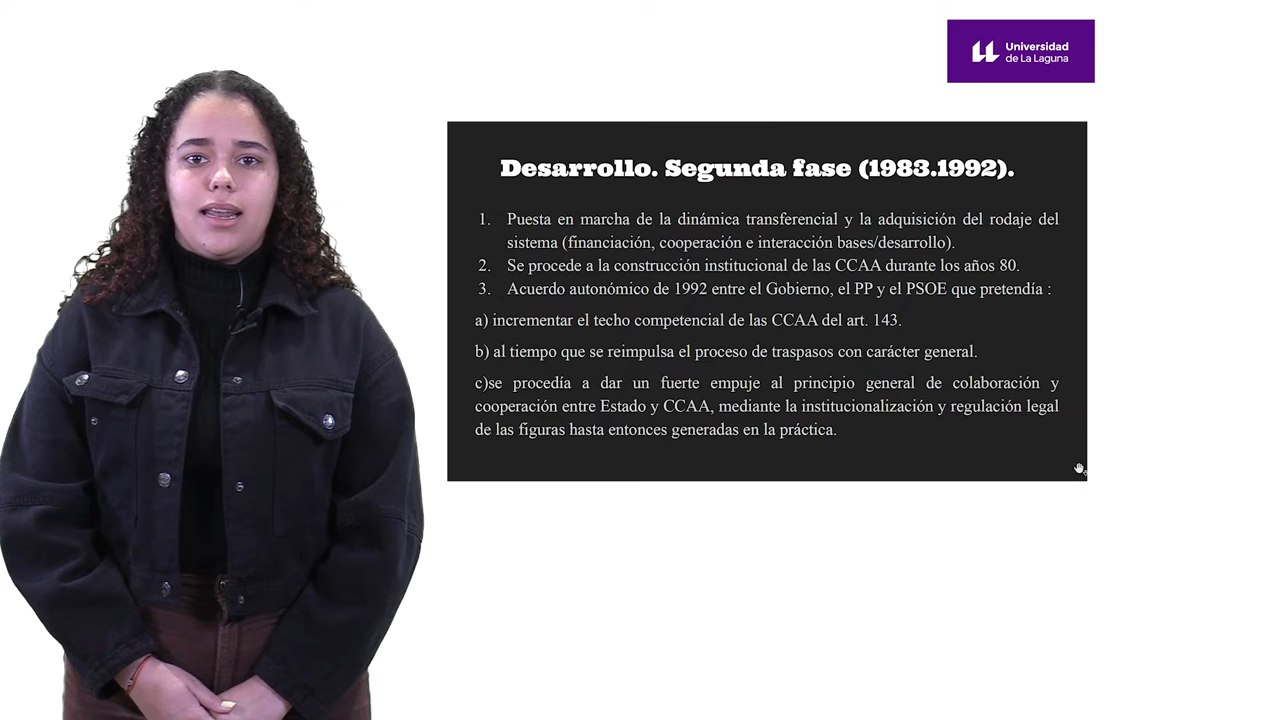 Universidad
de La Laguna
Desarrollo. Segunda fase (1983.1992).
1. Puesta en marcha de la dinámica transferencial y la adquisición del rodaje del
sistema (financiación, cooperación e interacción bases/desarrollo).
2. Se procede a la construcción institucional de las CCAA durante los años 80.
3. Acuerdo autonómico de 1992 entre el Gobierno, el PP y el PSOE que pretendía :
a) incrementar el techo competencial de las CCAA del art. 143.
b) al tiempo que se reimpulsa el proceso de traspasos con carácter general.
c)se procedía a dar un fuerte empuje al principio general de colaboración y
cooperación entre Estado y CCAA, mediante la institucionalización y regulación legal
de las figuras hasta entonces generadas en la práctica.